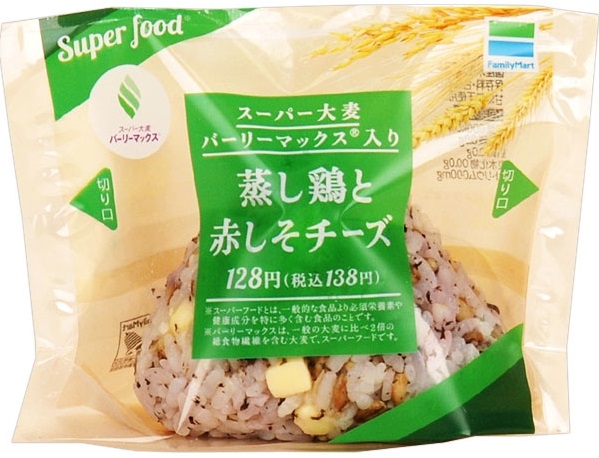 Super food
FamilyMart
スーパー大麦
バーリーマックス®
スーパー大麦
バーリーマックス®入り
切り口
切り口
蒸し鶏と
赤しそチーズ
128円(税込138円)
※スーパーフードとは、一般的な食品より必須栄養素や
健康成分を特に多く含む食品のことです。
※バーリーマックスは、一般の大麦に比べ2倍の
総食物繊維を含む大麦で、スーパーフードです。